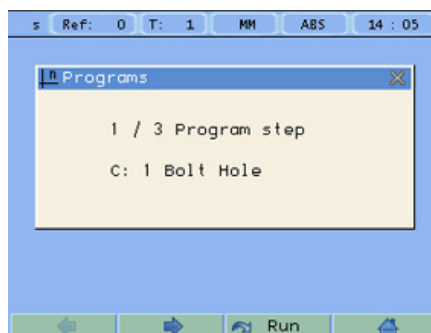 s Ref: 0 T: 1 MM ABS 14 : 05
n Programs
1 / 3 Program step
C: 1 Bolt Hole
Run